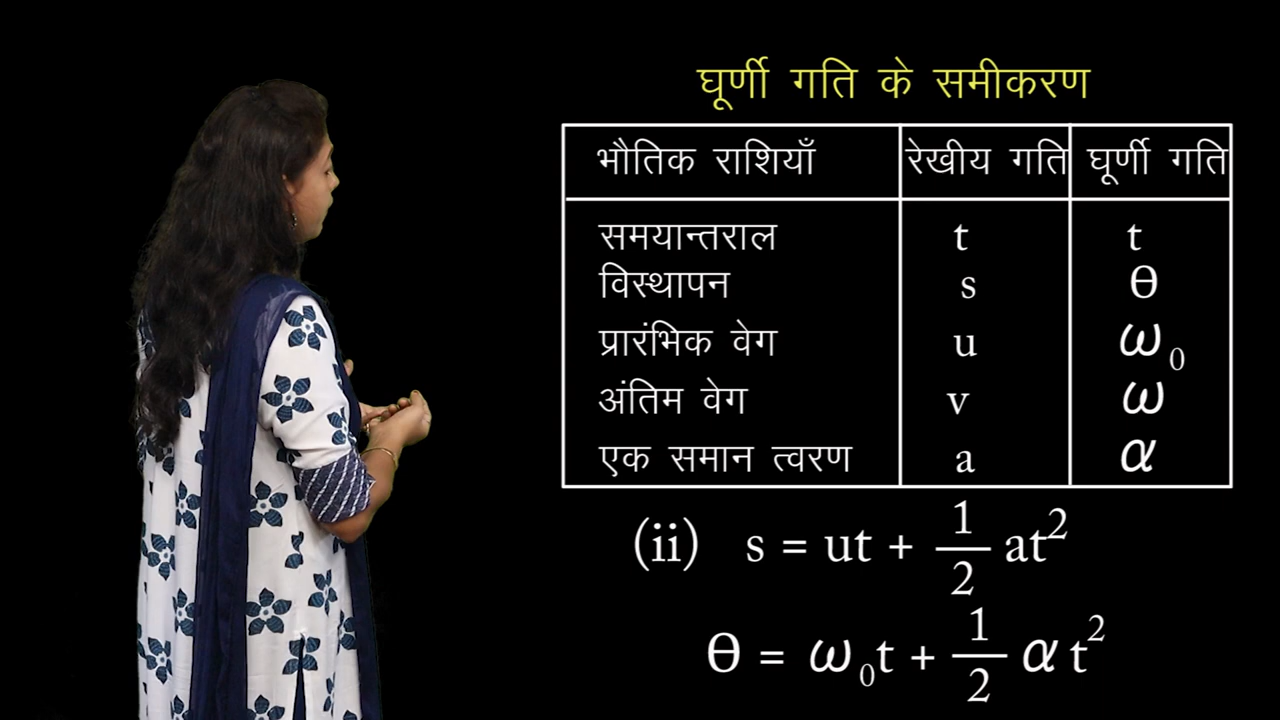 घूर्णी गति के समीकरण
भौतिक राशियाँ रेखीय गति घूर्णी गति
समयान्तराल t t
विस्थापन s θ
प्रारंभिक वेग u ω₀
अंतिम वेग v ω
एक समान त्वरण a α
(ii) s = ut + 1/2 at²
θ = ω₀t + 1/2 αt²